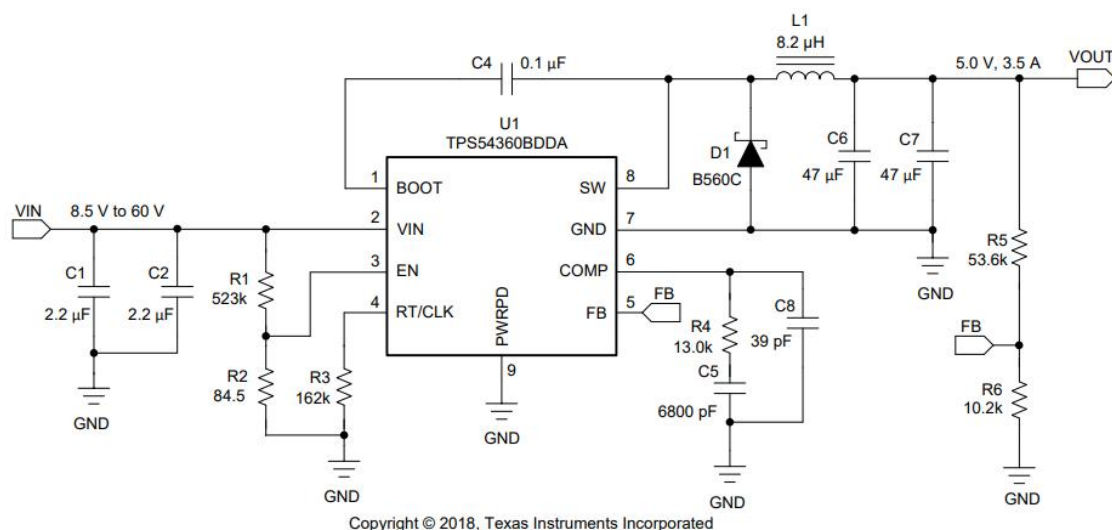 L1
8.2 μH
C4
0.1 μF
5.0 V, 3.5 A
VOUT
U1
TPS54360BDDA
D1
B560C
C6
47 μF
C7
47 μF
1
BOOT
SW
8
VIN
8.5 V to 60 V
2
VIN
GND
7
3
EN
COMP
6
4
RT/CLK
FB
5
FB
PWRPD
9
GND
C1
2.2 μF
C2
2.2 μF
GND
R1
523k
R2
84.5
R3
162k
GND
R4
13.0k
C8
39 pF
C5
6800 pF
GND
GND
R5
53.6k
FB
R6
10.2k
GND
Copyright © 2018, Texas Instruments Incorporated